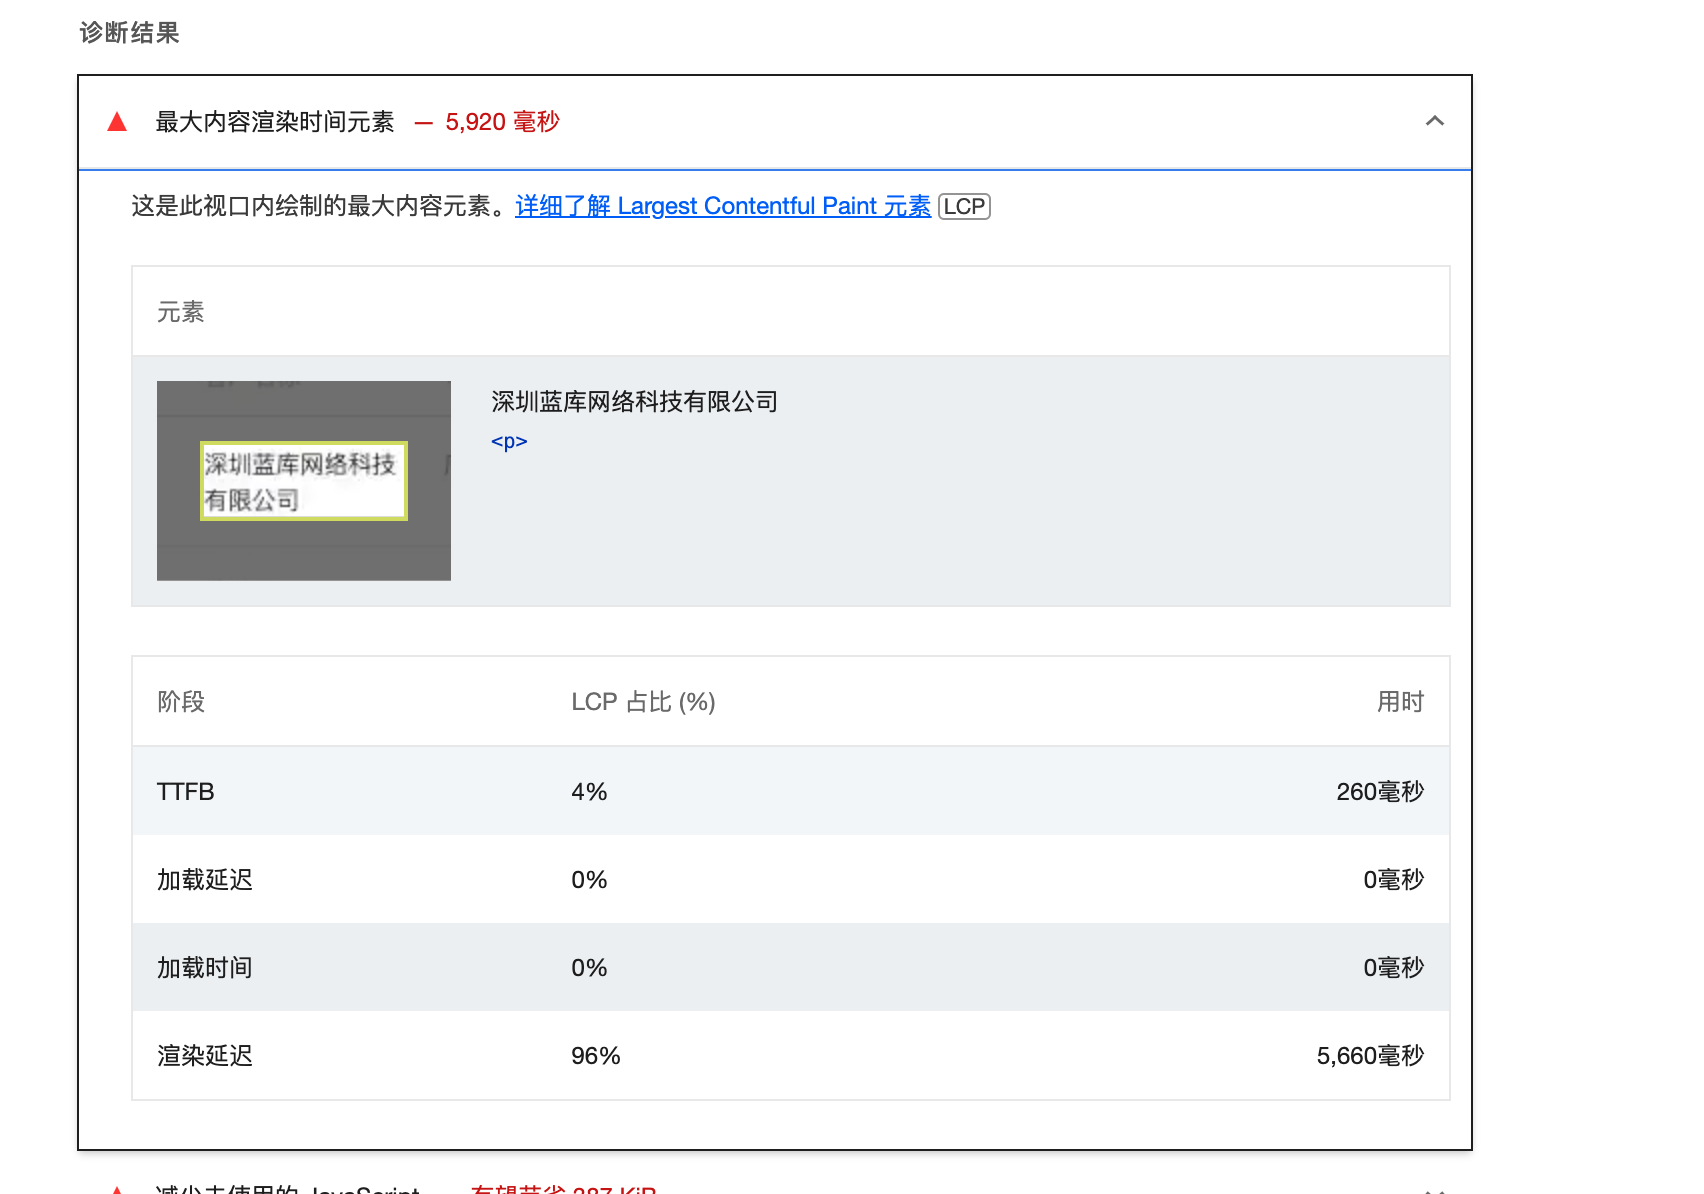 诊断结果
最大内容渲染时间元素 — 5,920 毫秒
这是此视口内绘制的最大内容元素。详细了解 Largest Contentful Paint 元素 LCP
元素
深圳蓝库网络科技
有限公司
深圳蓝库网络科技有限公司
<p>
阶段 LCP 占比 (%) 用时
TTFB 4% 260毫秒
加载延迟 0% 0毫秒
加载时间 0% 0毫秒
渲染延迟 96% 5,660毫秒
减少未使用的 JavaScript — 有望节省 287 KiB